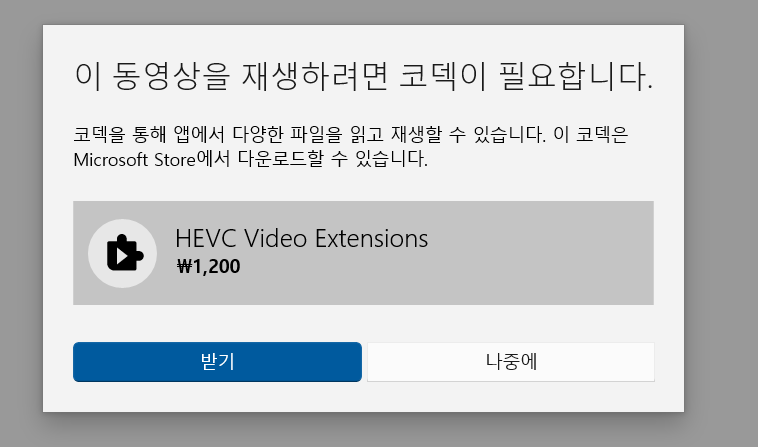 이 동영상을 재생하려면 코덱이 필요합니다.
코덱을 통해 앱에서 다양한 파일을 읽고 재생할 수 있습니다. 이 코덱은
Microsoft Store에서 다운로드할 수 있습니다.
HEVC Video Extensions
₩1,200
받기
나중에